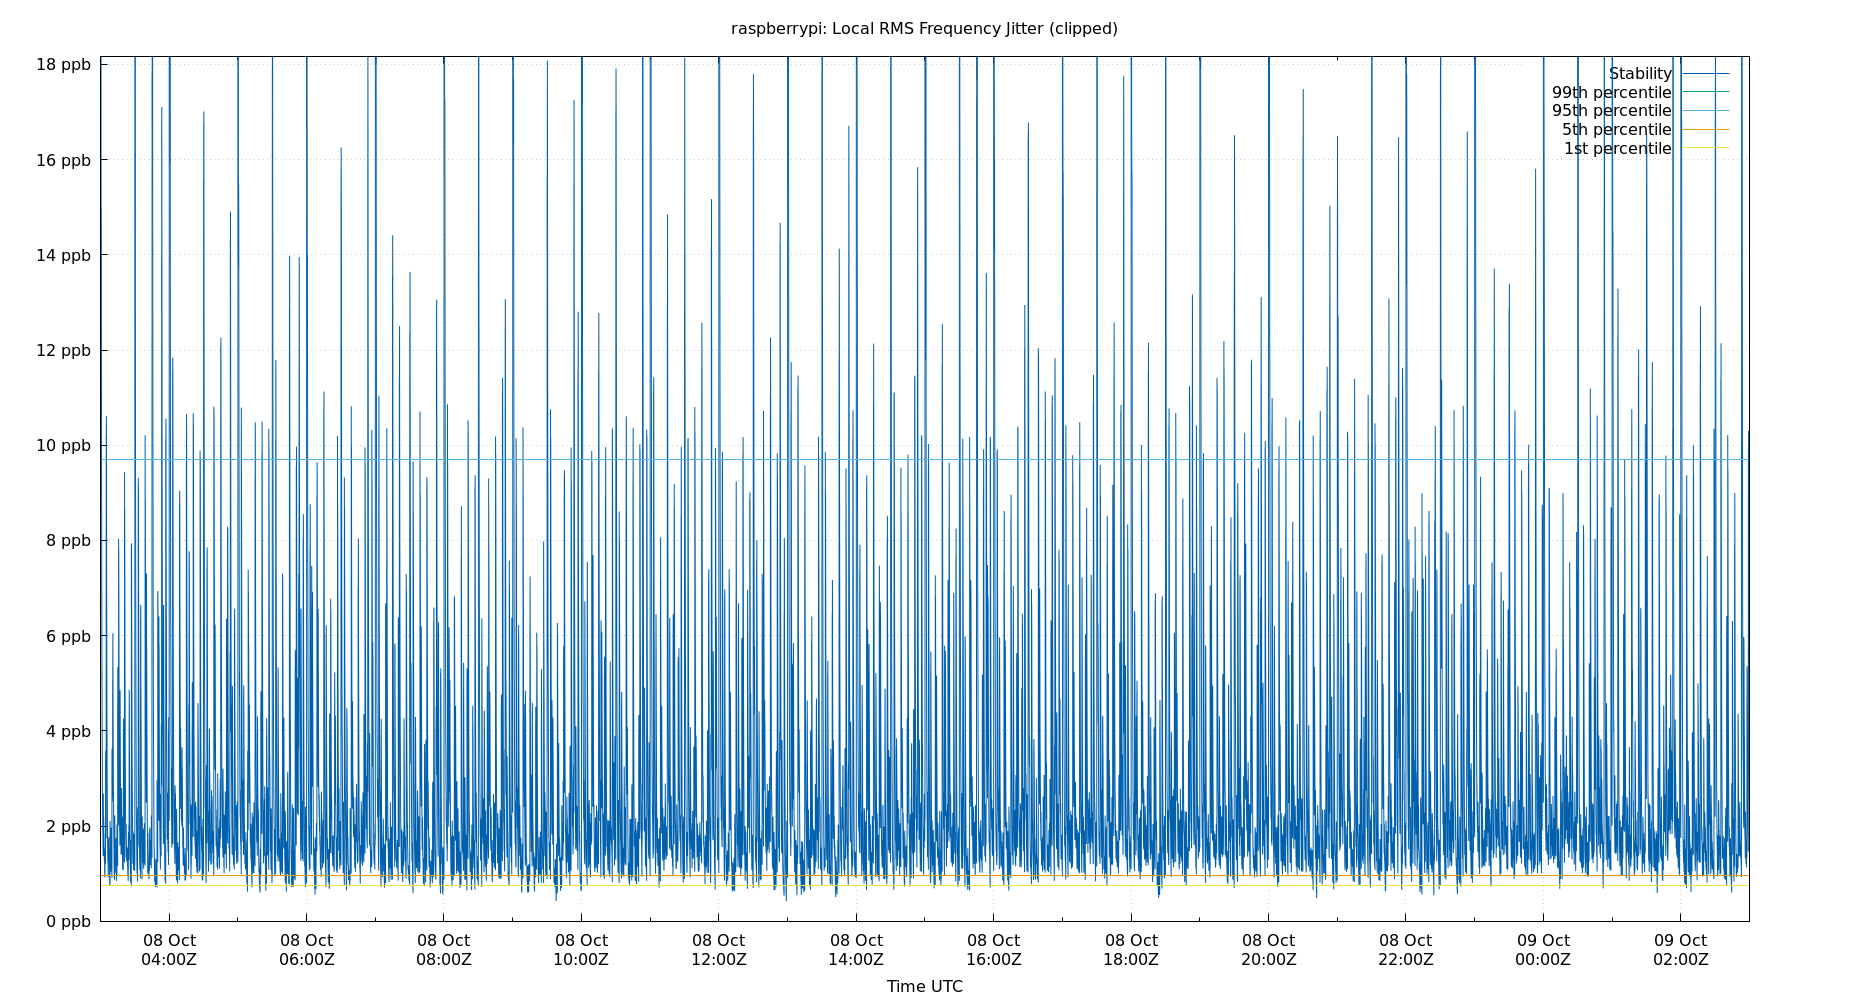 raspberrypi: Local RMS Frequency Jitter (clipped)
18 ppb
16 ppb
14 ppb
12 ppb
10 ppb
8 ppb
6 ppb
4 ppb
2 ppb
0 ppb
Stability
99th percentile
95th percentile
5th percentile
1st percentile
08 Oct 08 Oct 08 Oct 08 Oct 08 Oct 08 Oct 08 Oct 08 Oct 08 Oct 08 Oct 09 Oct 09 Oct
04:00Z 06:00Z 08:00Z 10:00Z 12:00Z 14:00Z 16:00Z 18:00Z 20:00Z 22:00Z 00:00Z 02:00Z
Time UTC